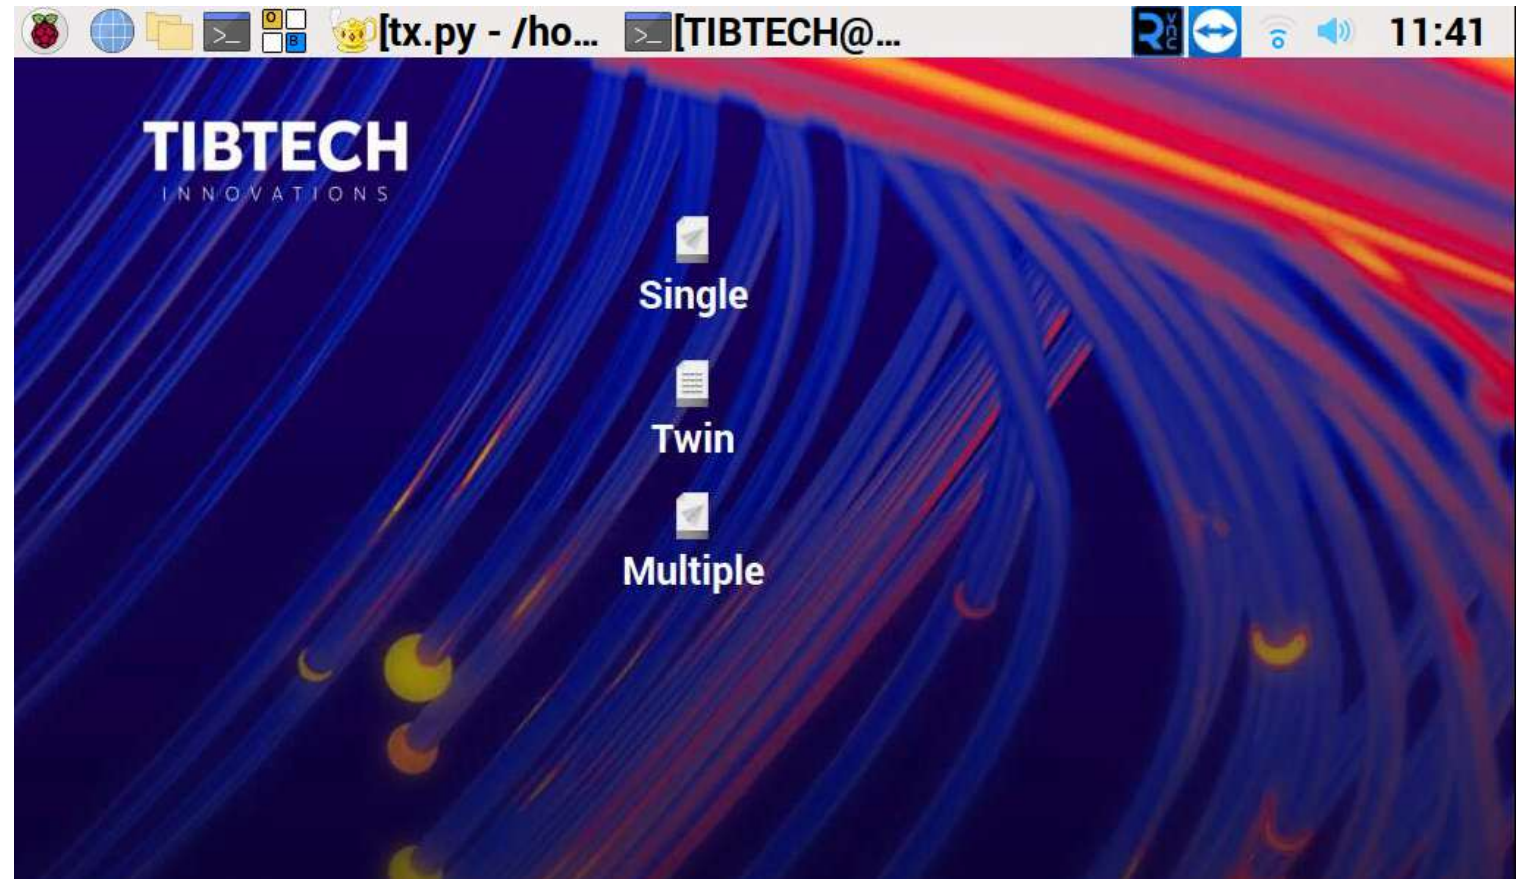 [tx.py - /ho... [TIBTECH@... 11:41
TIBTECH
INNOVATIONS
Single
Twin
Multiple